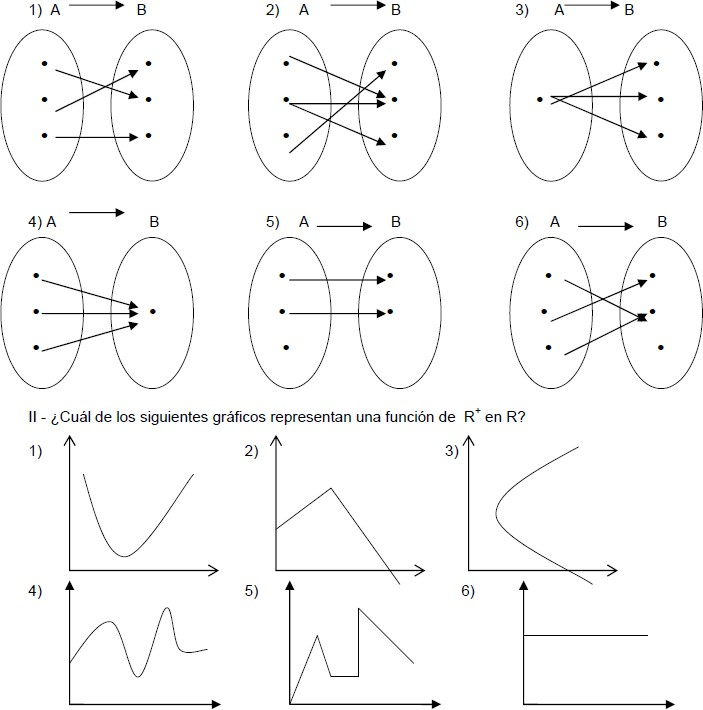 1) A B 2) A B 3) A B
4) A B 5) A B 6) A B
II - ¿Cuál de los siguientes gráficos representan una función de R⁺ en R?
1) 2) 3)
4) 5) 6)